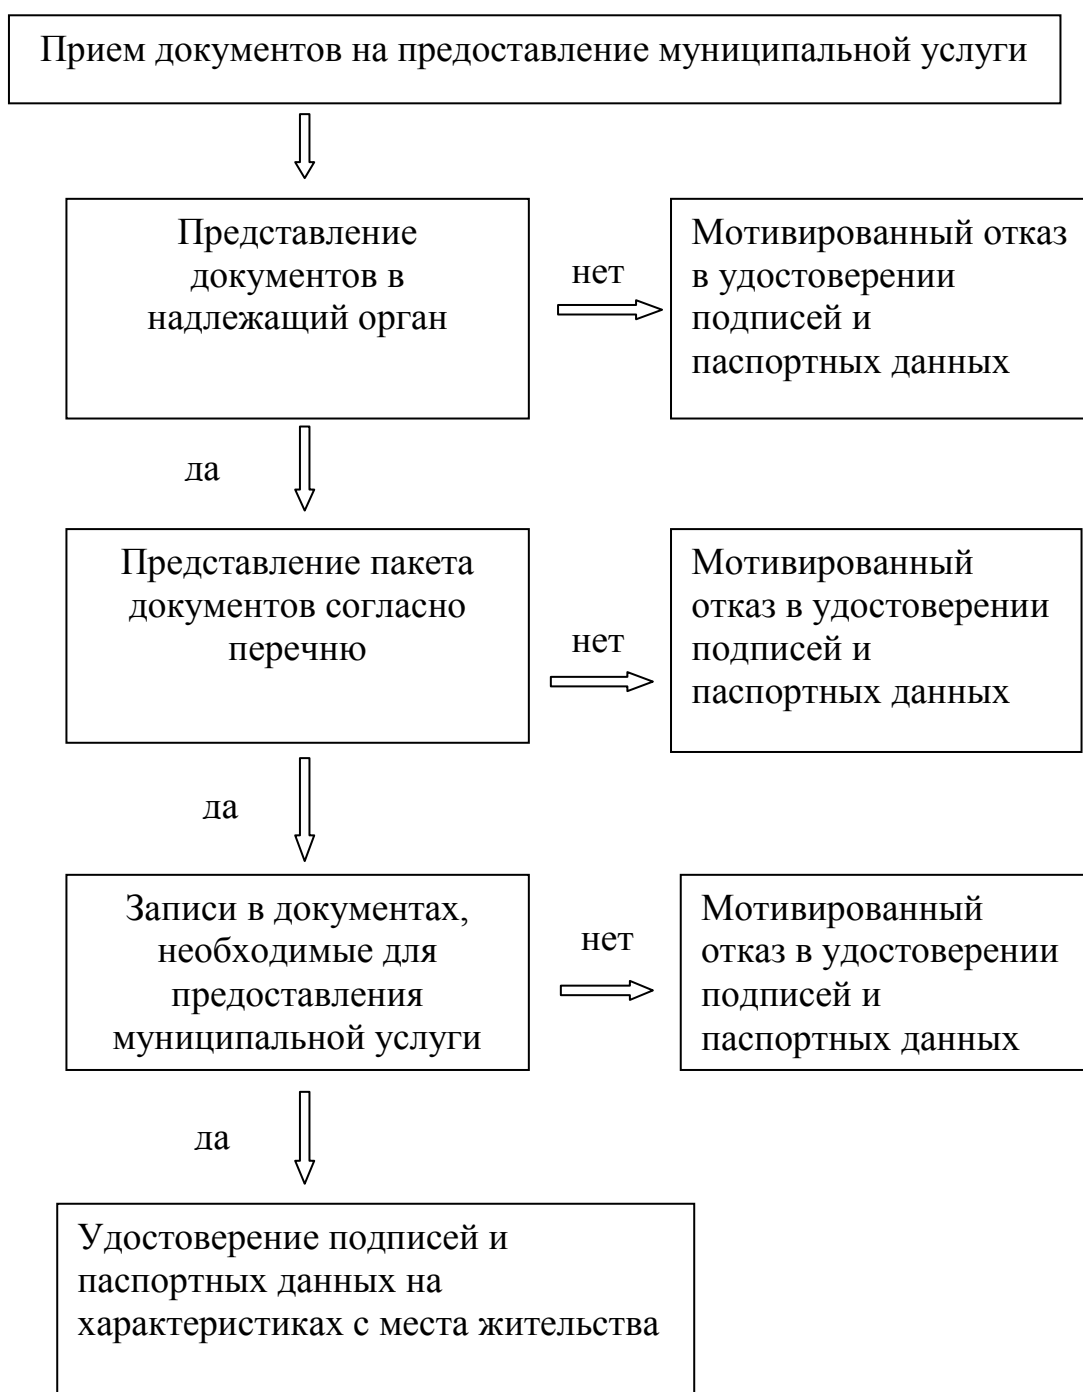 Прием документов на предоставление муниципальной услуги
Представление
документов в
надлежащий орган
нет
Мотивированный отказ
в удостоверении
подписей и
паспортных данных
да
Представление пакета
документов согласно
перечню
нет
Мотивированный
отказ в удостоверении
подписей и
паспортных данных
да
Записи в документах,
необходимые для
предоставления
муниципальной услуги
нет
Мотивированный
отказ в удостоверении
подписей и
паспортных данных
да
Удостоверение подписей и
паспортных данных на
характеристиках с места жительства